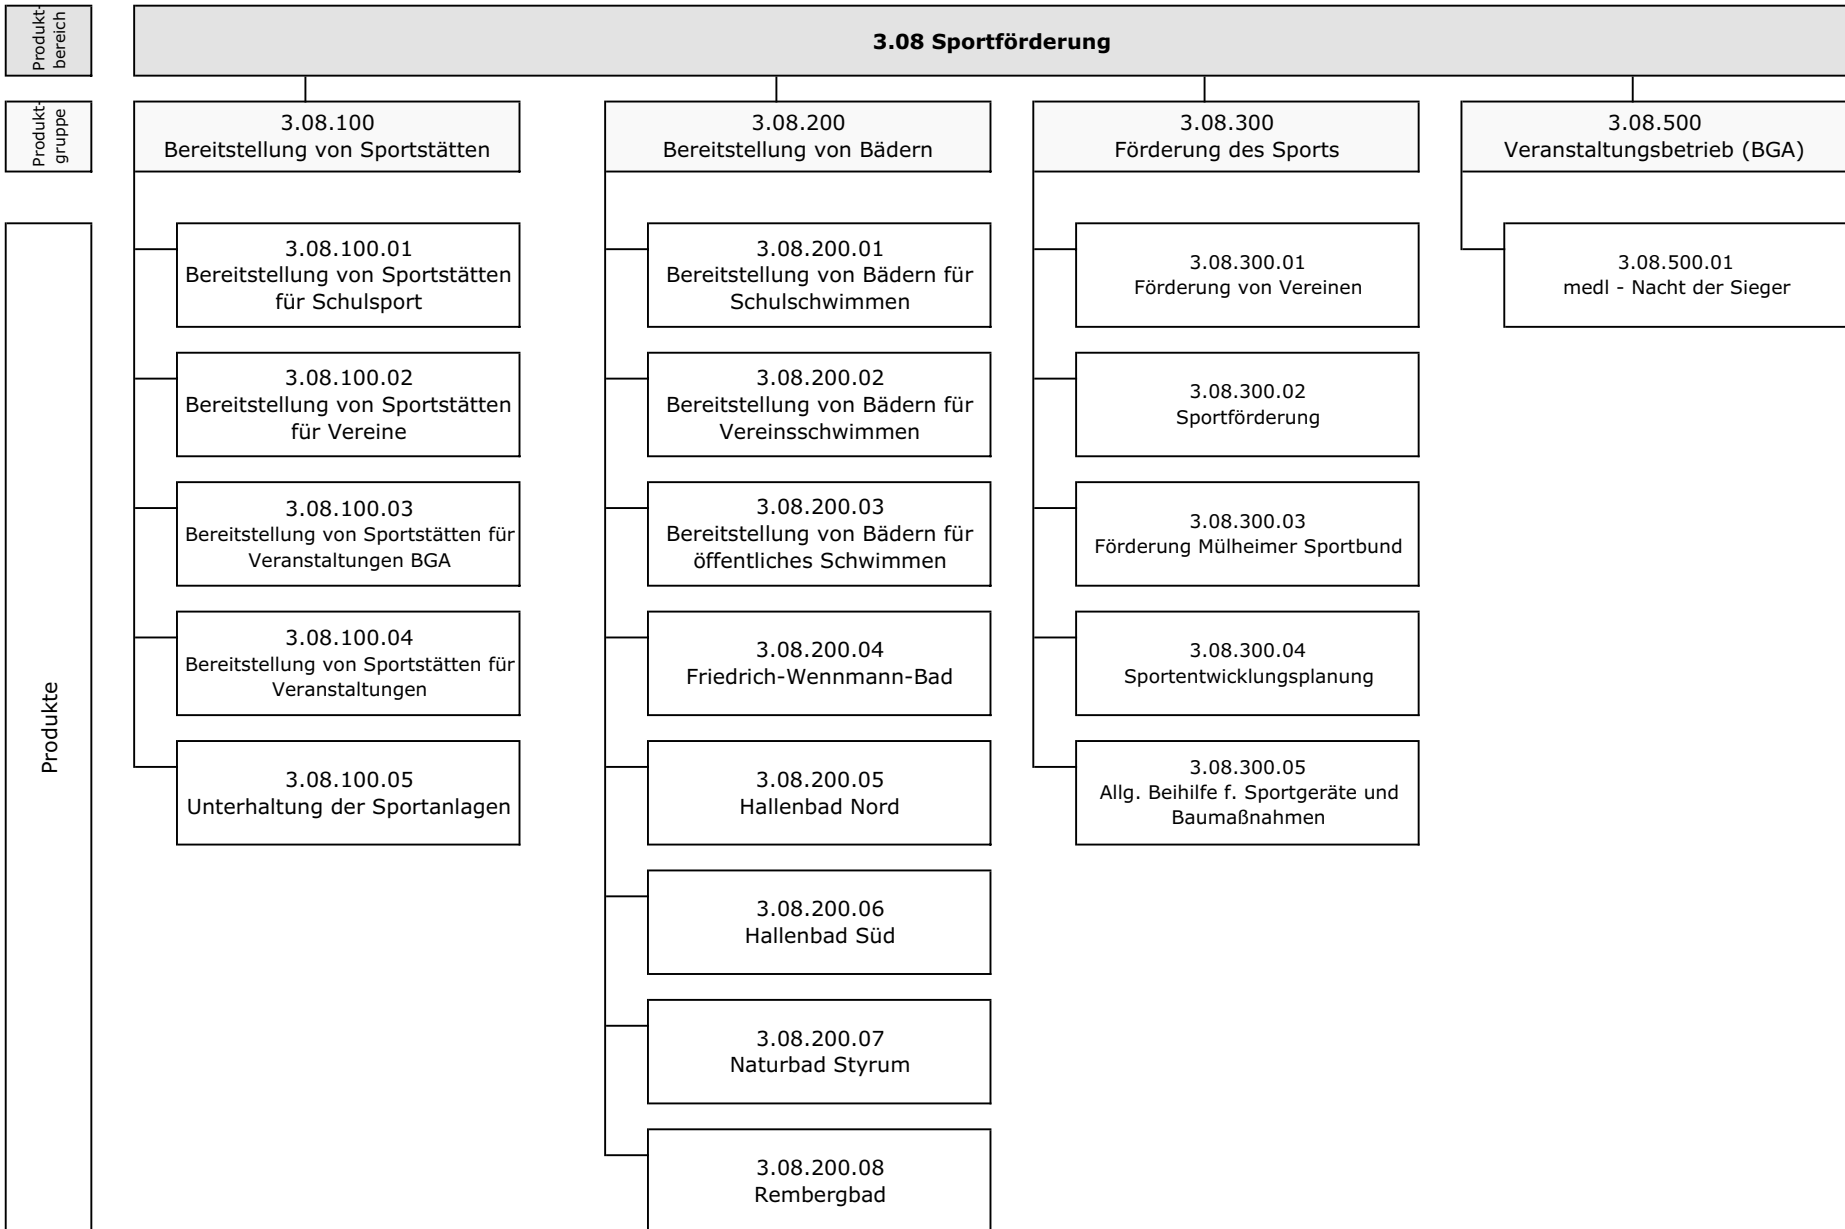 Produkt-
bereich
3.08 Sportförderung
Produkt-
gruppe
3.08.100
Bereitstellung von Sportstätten
3.08.200
Bereitstellung von Bädern
3.08.300
Förderung des Sports
3.08.500
Veranstaltungsbetrieb (BGA)
Produkte
3.08.100.01
Bereitstellung von Sportstätten
für Schulsport
3.08.100.02
Bereitstellung von Sportstätten
für Vereine
3.08.100.03
Bereitstellung von Sportstätten für
Veranstaltungen BGA
3.08.100.04
Bereitstellung von Sportstätten für
Veranstaltungen
3.08.100.05
Unterhaltung der Sportanlagen
3.08.200.01
Bereitstellung von Bädern für
Schulschwimmen
3.08.200.02
Bereitstellung von Bädern für
Vereinsschwimmen
3.08.200.03
Bereitstellung von Bädern für
öffentliches Schwimmen
3.08.200.04
Friedrich-Wennmann-Bad
3.08.200.05
Hallenbad Nord
3.08.200.06
Hallenbad Süd
3.08.200.07
Naturbad Styrum
3.08.200.08
Rembergbad
3.08.300.01
Förderung von Vereinen
3.08.300.02
Sportförderung
3.08.300.03
Förderung Mülheimer Sportbund
3.08.300.04
Sportentwicklungsplanung
3.08.300.05
Allg. Beihilfe f. Sportgeräte und
Baumaßnahmen
3.08.500.01
medl - Nacht der Sieger